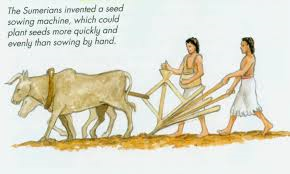 The Sumerians invented a seed
sowing machine, which could
plant seeds more quickly and
evenly than sowing by hand.